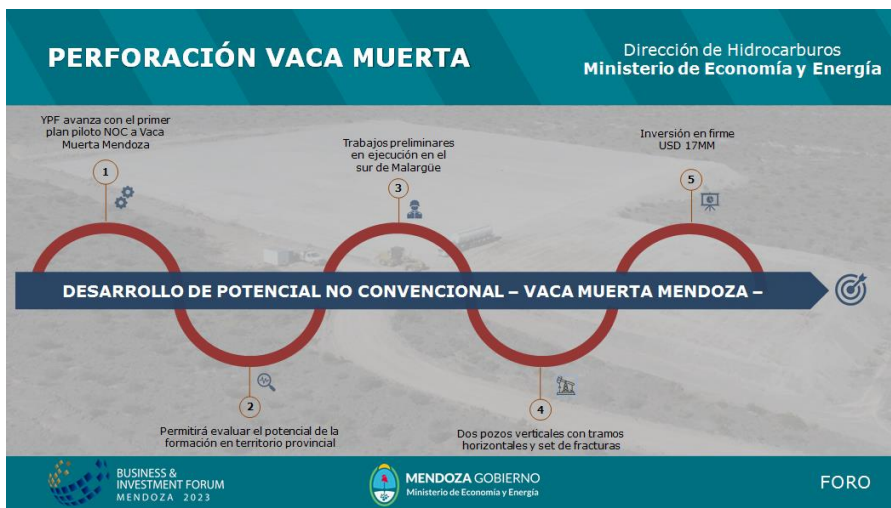 PERFORACIÓN VACA MUERTA
Dirección de Hidrocarburos
Ministerio de Economía y Energía
YPF avanza con el primer
plan piloto NOC a Vaca
Muerta Mendoza
1
Trabajos preliminares
en ejecución en el
sur de Malargüe
3
Inversión en firme
USD 17MM
5
DESARROLLO DE POTENCIAL NO CONVENCIONAL – VACA MUERTA MENDOZA –
2
Permitirá evaluar el potencial de la
formación en territorio provincial
4
Dos pozos verticales con tramos
horizontales y set de fracturas
BUSINESS &
INVESTMENT FORUM
MENDOZA 2023
MENDOZA GOBIERNO
Ministerio de Economía y Energía
FORO